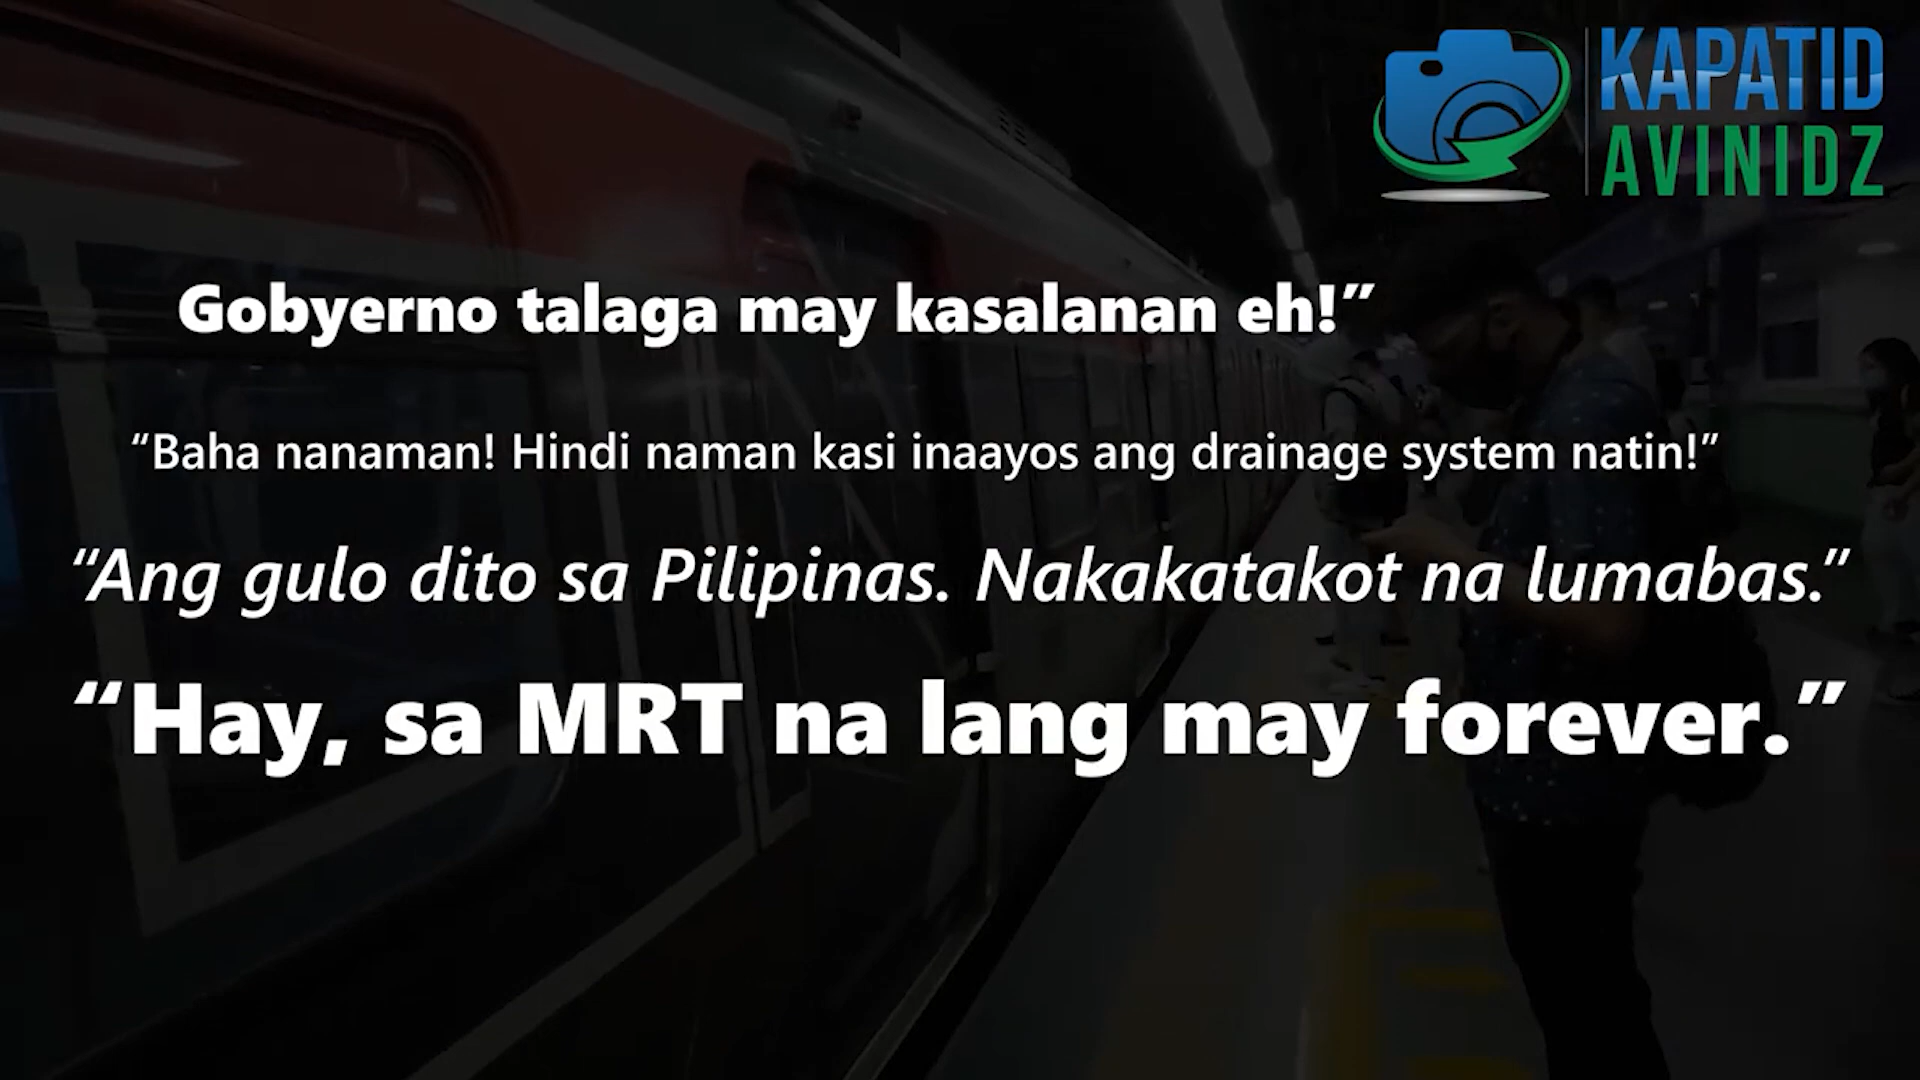 KAPATID
AVINIDZ
Gobyerno talaga may kasalanan eh!”
“Baha nanaman! Hindi naman kasi inaayos ang drainage system natin!”
“Ang gulo dito sa Pilipinas. Nakakatakot na lumabas.”
“Hay, sa MRT na lang may forever.”